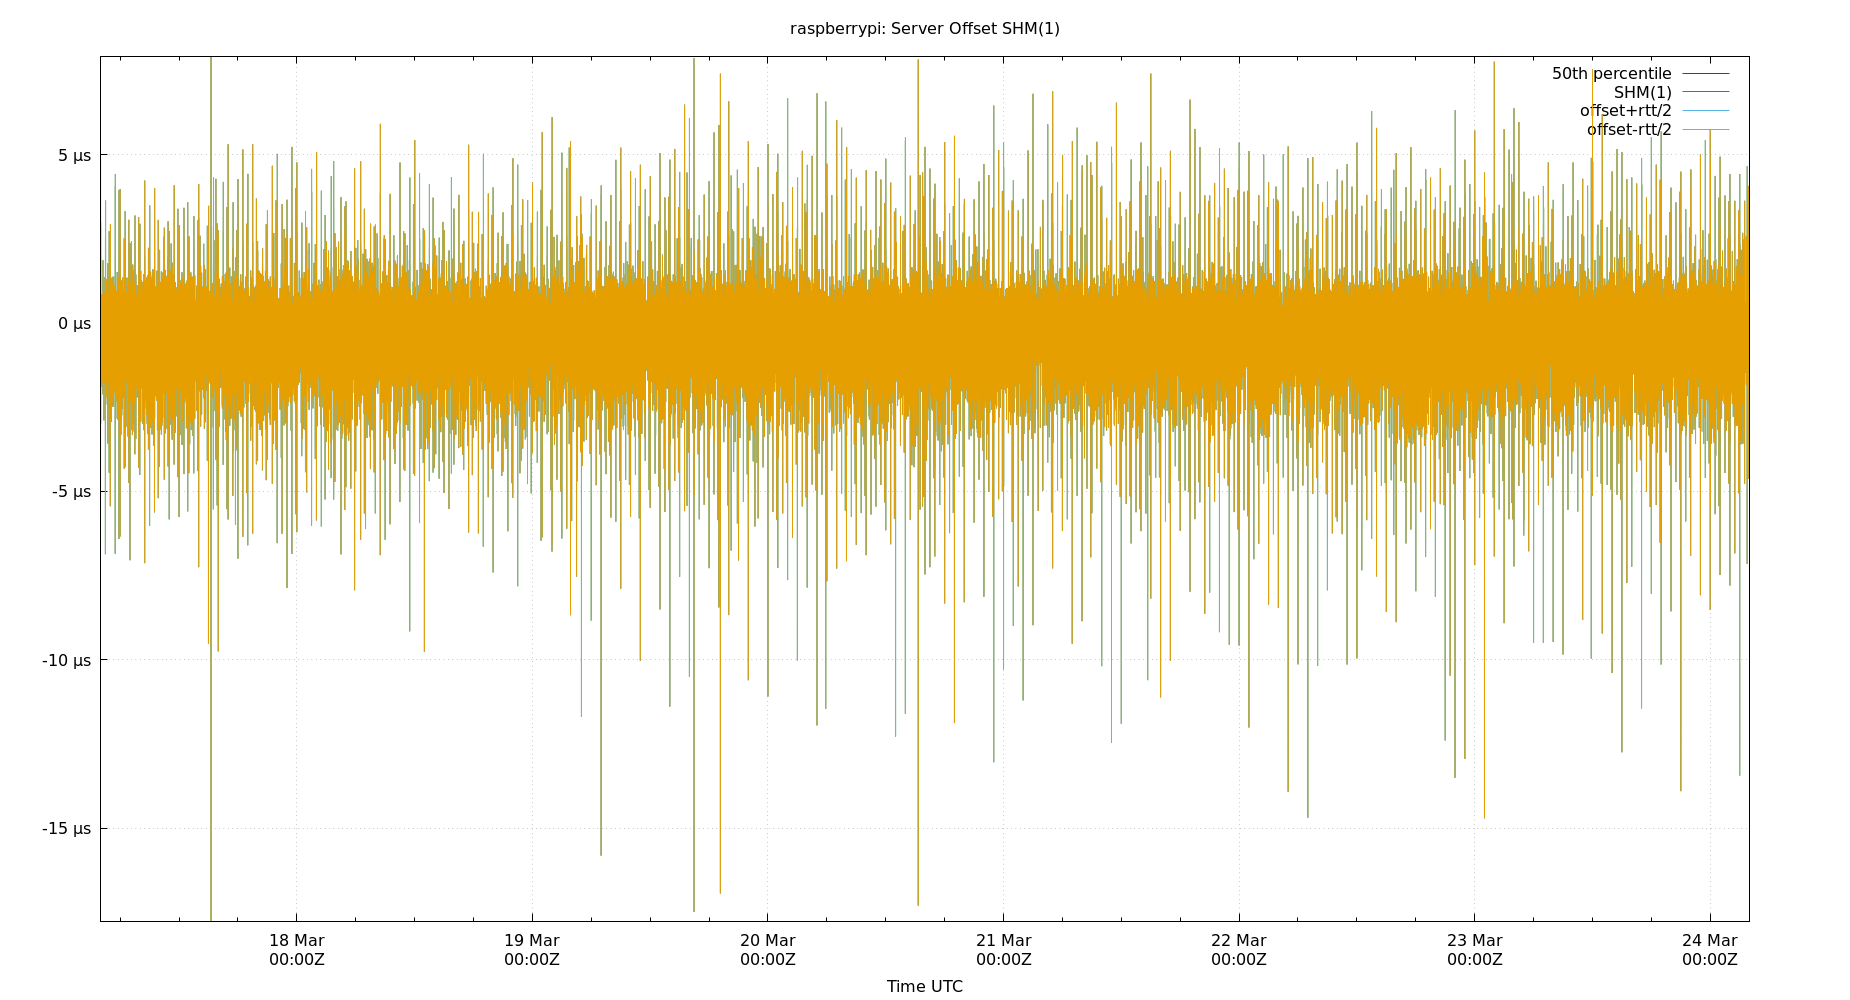 raspberrypi: Server Offset SHM(1)
50th percentile
SHM(1)
offset+rtt/2
offset-rtt/2
5 µs
0 µs
-5 µs
-10 µs
-15 µs
18 Mar
00:00Z
19 Mar
00:00Z
20 Mar
00:00Z
21 Mar
00:00Z
22 Mar
00:00Z
23 Mar
00:00Z
24 Mar
00:00Z
Time UTC